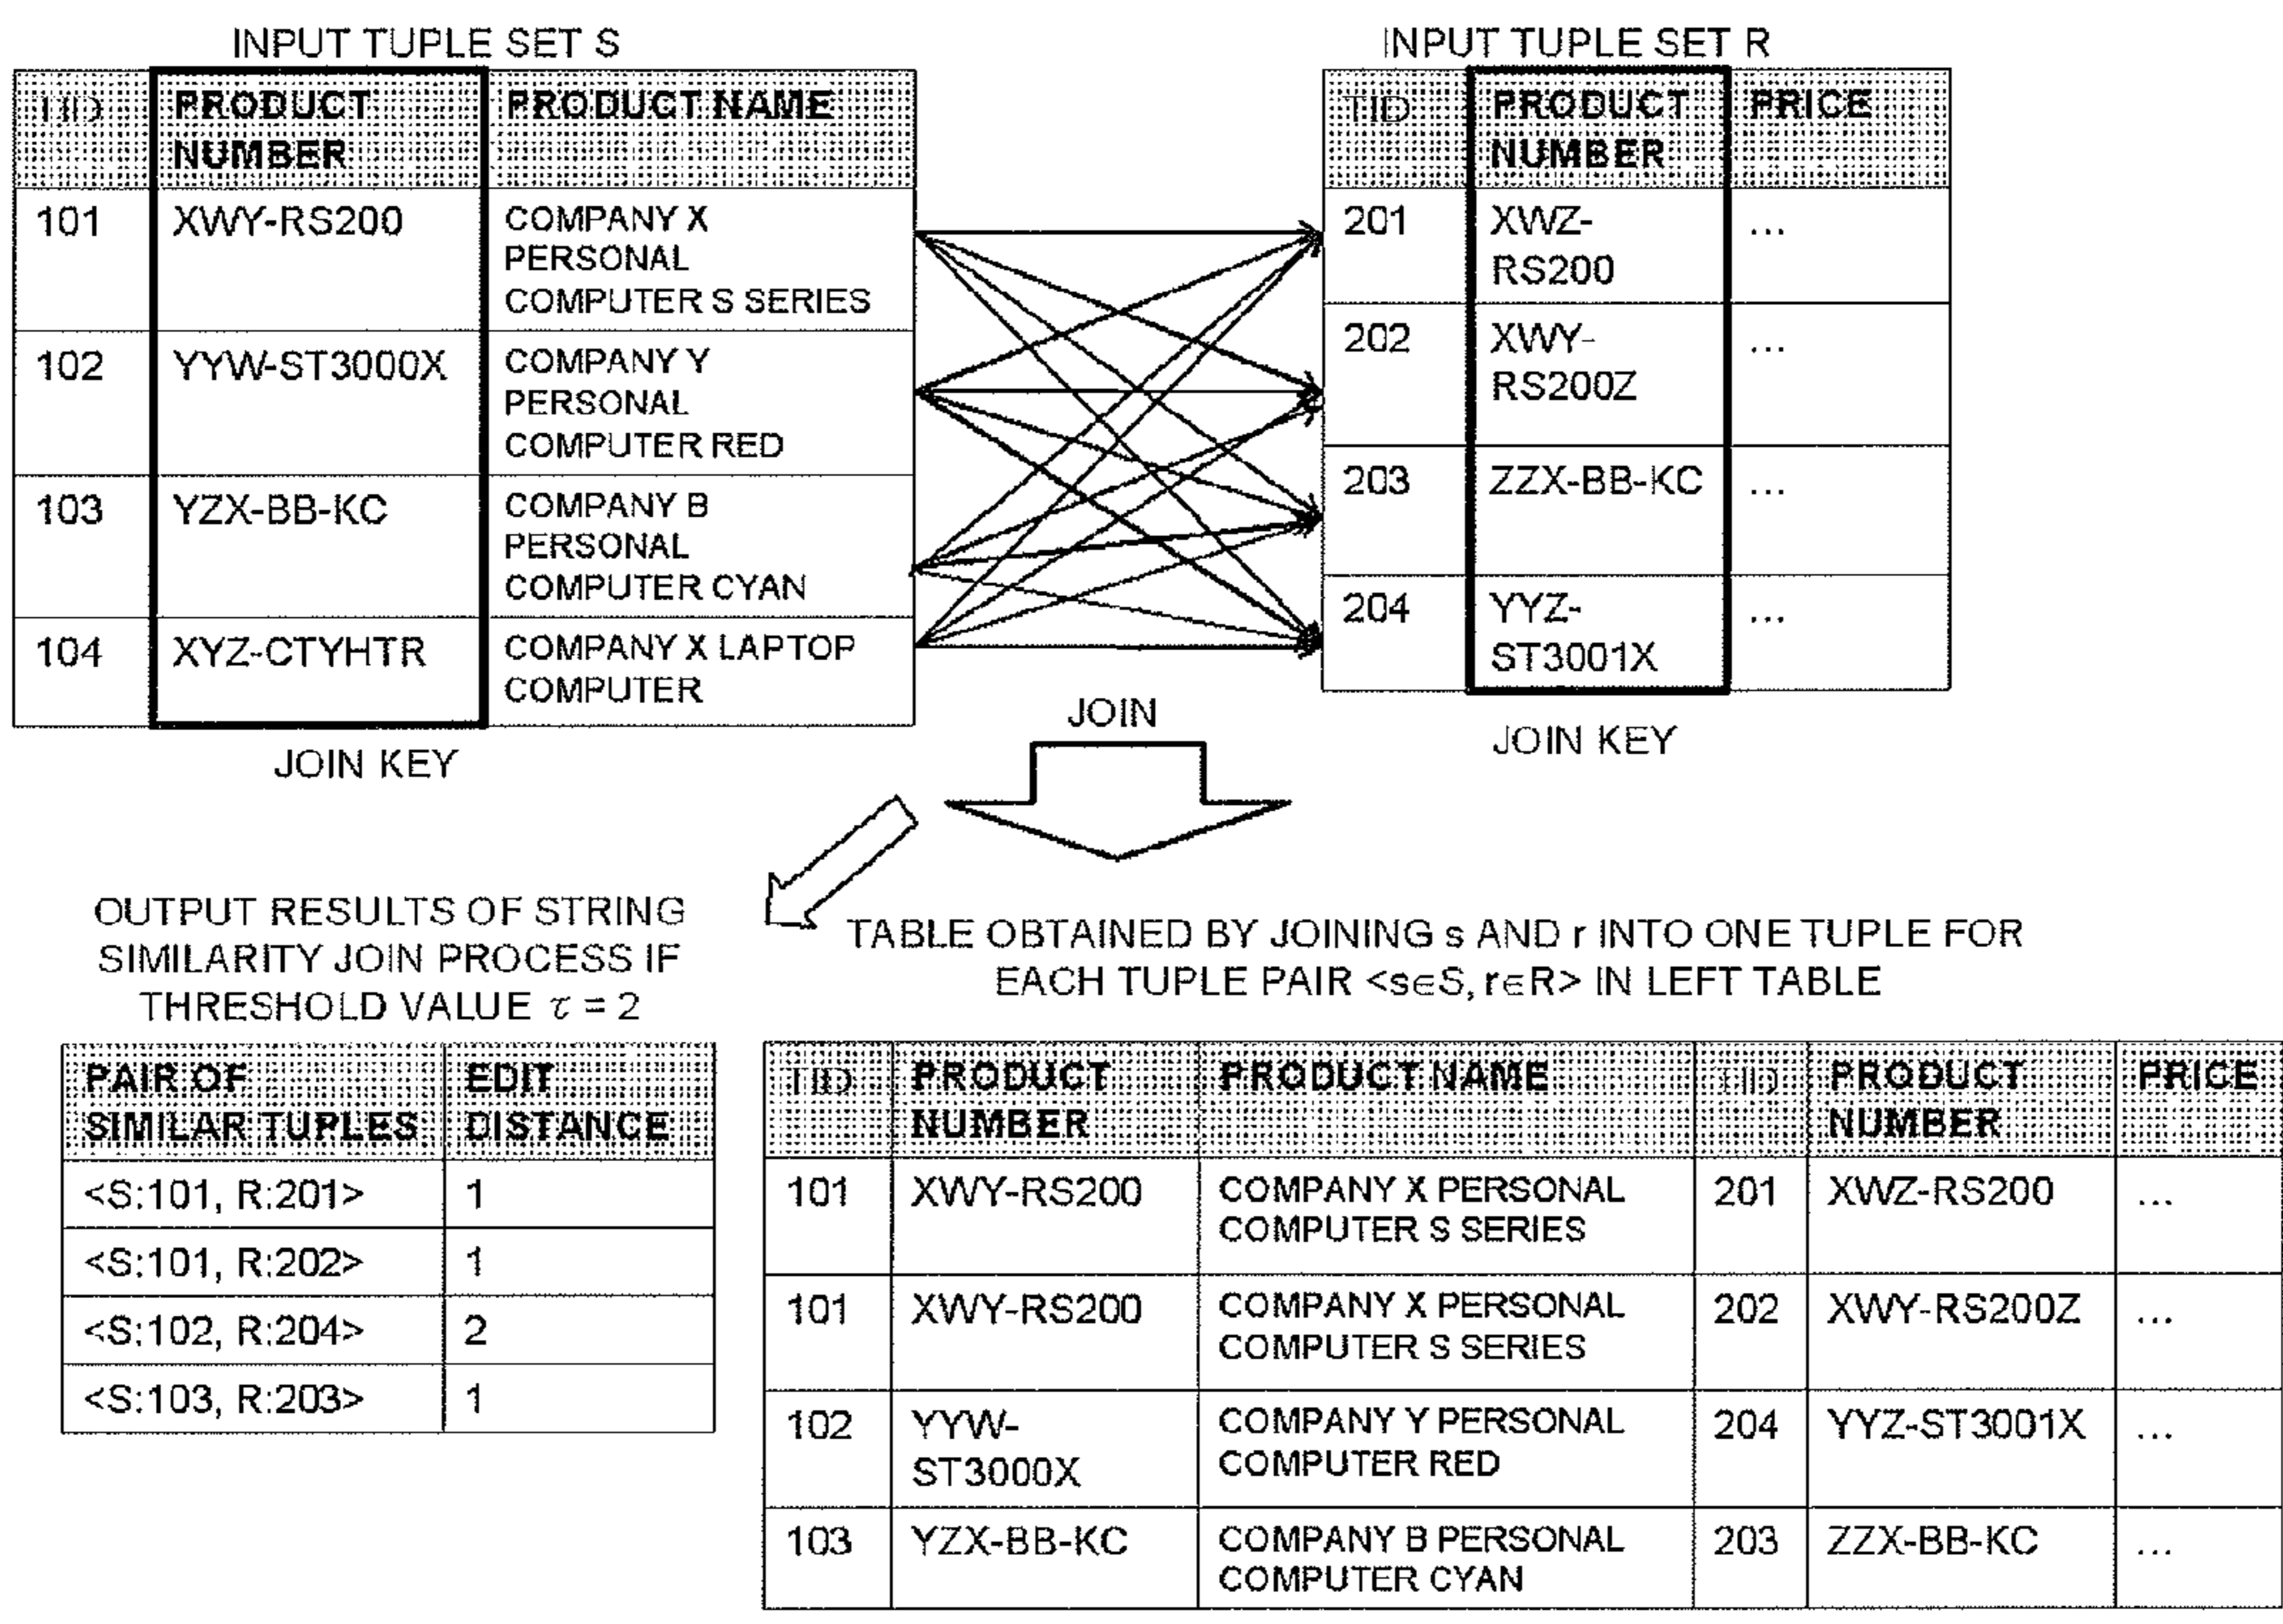 INPUT TUPLE SET S
TID PRODUCT NUMBER PRODUCT NAME
101 XWY-RS200 COMPANY X PERSONAL COMPUTER S SERIES
102 YYW-ST3000X COMPANY Y PERSONAL COMPUTER RED
103 YZX-BB-KC COMPANY B PERSONAL COMPUTER CYAN
104 XYZ-CTYHTR COMPANY X LAPTOP COMPUTER
JOIN KEY
INPUT TUPLE SET R
TID PRODUCT NUMBER PRICE
201 XWZ-RS200 ...
202 XWY-RS200Z ...
203 ZZX-BB-KC ...
204 YYZ-ST3001X ...
JOIN KEY
JOIN
OUTPUT RESULTS OF STRING
SIMILARITY JOIN PROCESS IF
THRESHOLD VALUE τ = 2
PAIR OF SIMILAR TUPLES EDIT DISTANCE
<S:101, R:201> 1
<S:101, R:202> 1
<S:102, R:204> 2
<S:103, R:203> 1
TABLE OBTAINED BY JOINING s AND r INTO ONE TUPLE FOR
EACH TUPLE PAIR <s∈S, r∈R> IN LEFT TABLE
TID PRODUCT NUMBER PRODUCT NAME TID PRODUCT NUMBER PRICE
101 XWY-RS200 COMPANY X PERSONAL COMPUTER S SERIES 201 XWZ-RS200 ...
101 XWY-RS200 COMPANY X PERSONAL COMPUTER S SERIES 202 XWY-RS200Z ...
102 YYW-ST3000X COMPANY Y PERSONAL COMPUTER RED 204 YYZ-ST3001X ...
103 YZX-BB-KC COMPANY B PERSONAL COMPUTER CYAN 203 ZZX-BB-KC ...